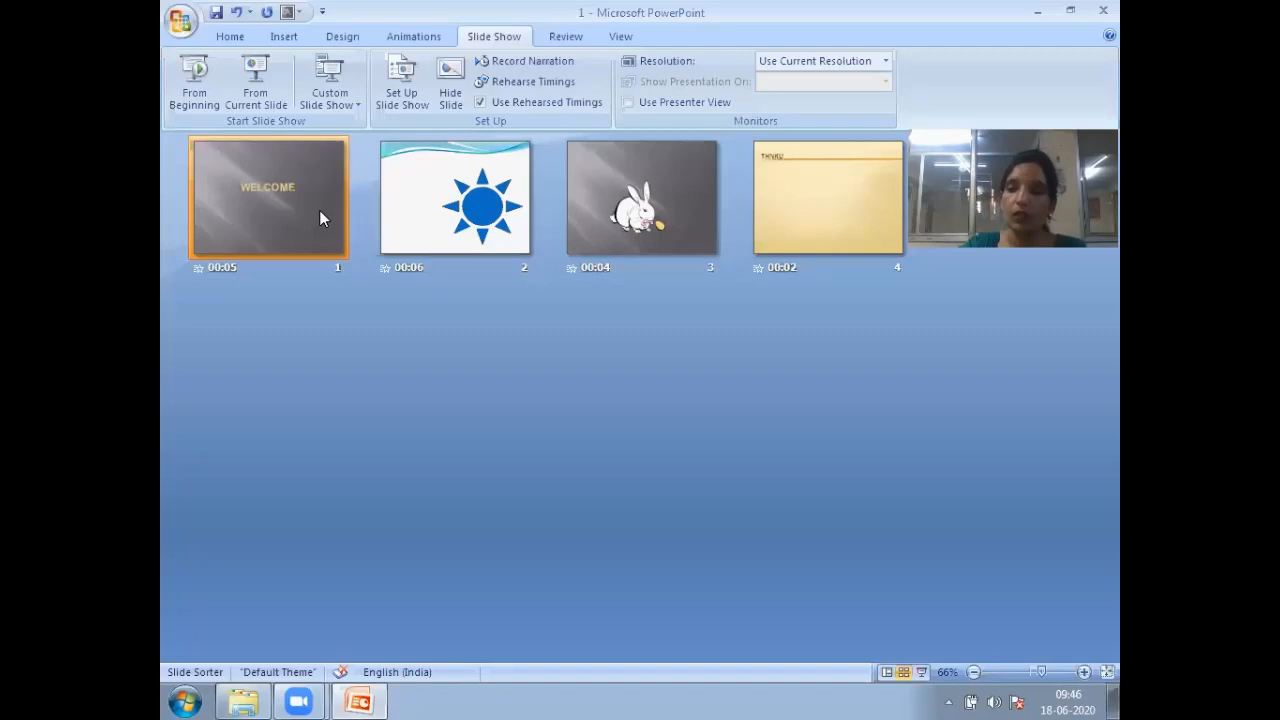 1 - Microsoft PowerPoint
Home Insert Design Animations Slide Show Review View
From Beginning
From Current Slide
Custom Slide Show
Start Slide Show
Set Up Slide Show
Hide Slide
Record Narration
Rehearse Timings
Use Rehearsed Timings
Set Up
Resolution: Use Current Resolution
Show Presentation On:
Use Presenter View
Monitors
WELCOME
00:05 1
00:06 2
00:04 3
00:02 4
Slide Sorter "Default Theme" English (India) 66%
09:46
18-06-2020